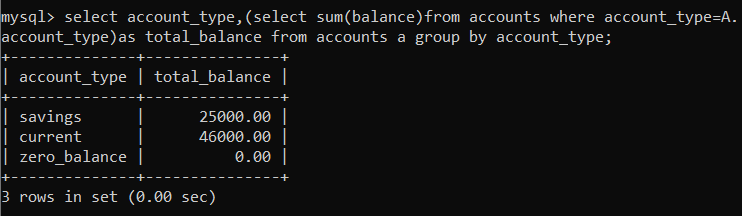 mysql> select account_type,(select sum(balance)from accounts where account_type=A.
account_type)as total_balance from accounts a group by account_type;
+--------------+---------------+
| account_type | total_balance |
+--------------+---------------+
| savings      |      25000.00 |
| current      |      46000.00 |
| zero_balance |          0.00 |
+--------------+---------------+
3 rows in set (0.00 sec)